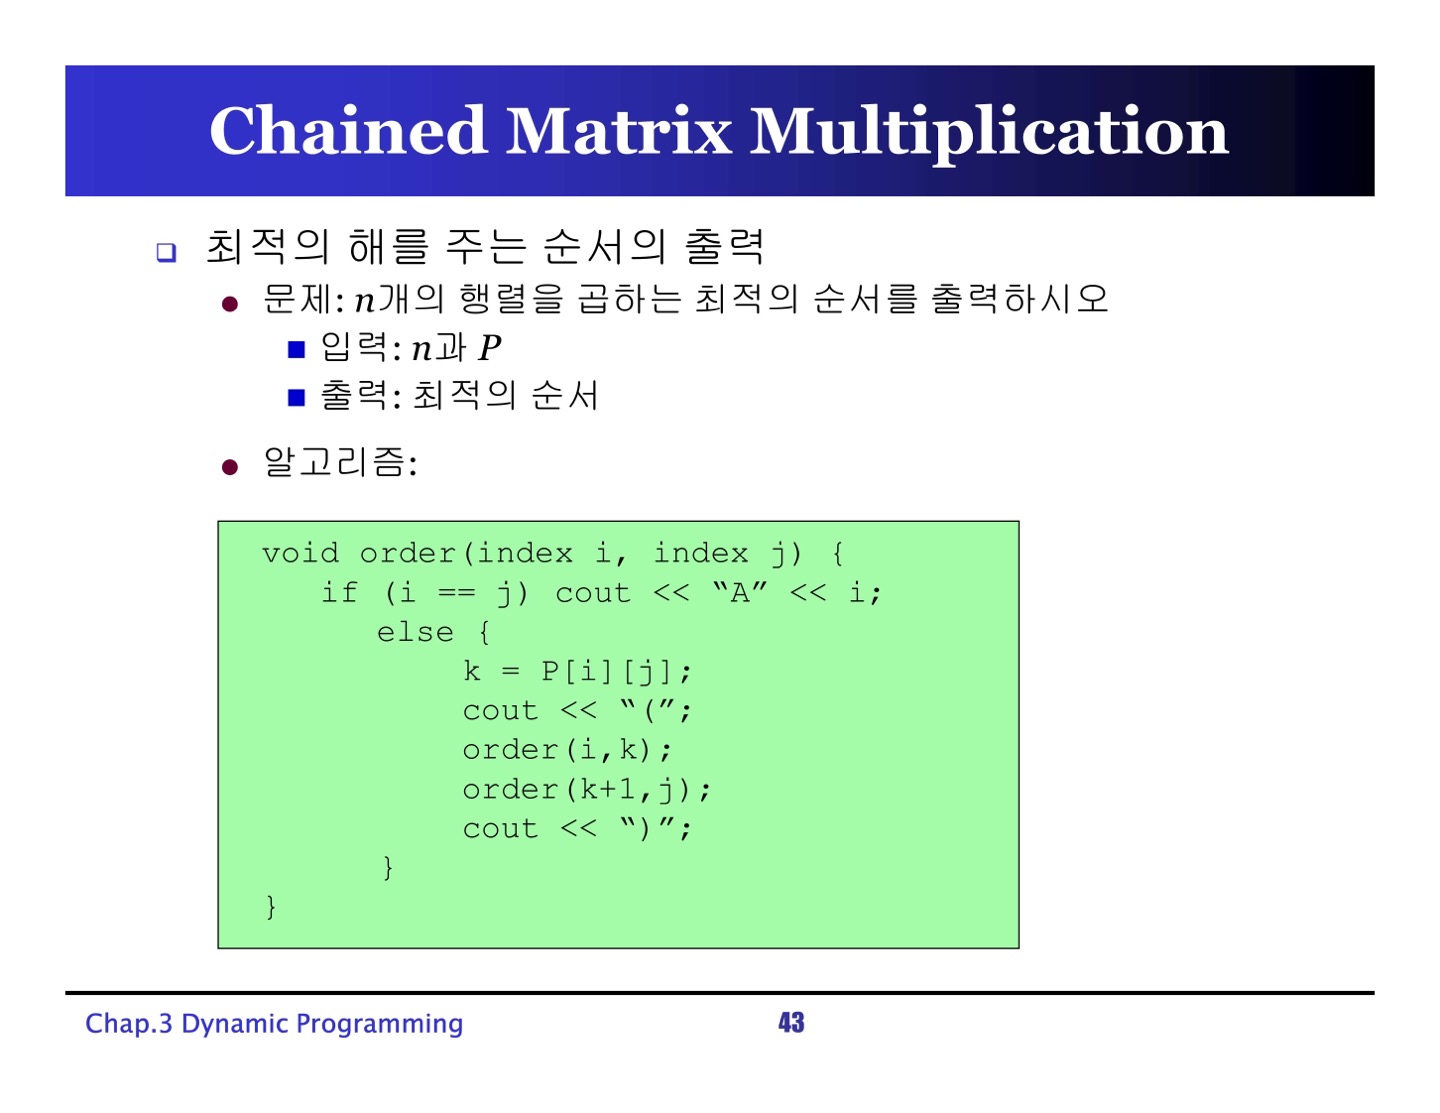 Chained Matrix Multiplication
❑ 최적의 해를 주는 순서의 출력
● 문제: n개의 행렬을 곱하는 최적의 순서를 출력하시오
■ 입력: n과 P
■ 출력: 최적의 순서
● 알고리즘:
void order(index i, index j) {
if (i == j) cout << “A” << i;
else {
k = P[i][j];
cout << “(”;
order(i,k);
order(k+1,j);
cout << “)”;
}
}
Chap.3 Dynamic Programming
43